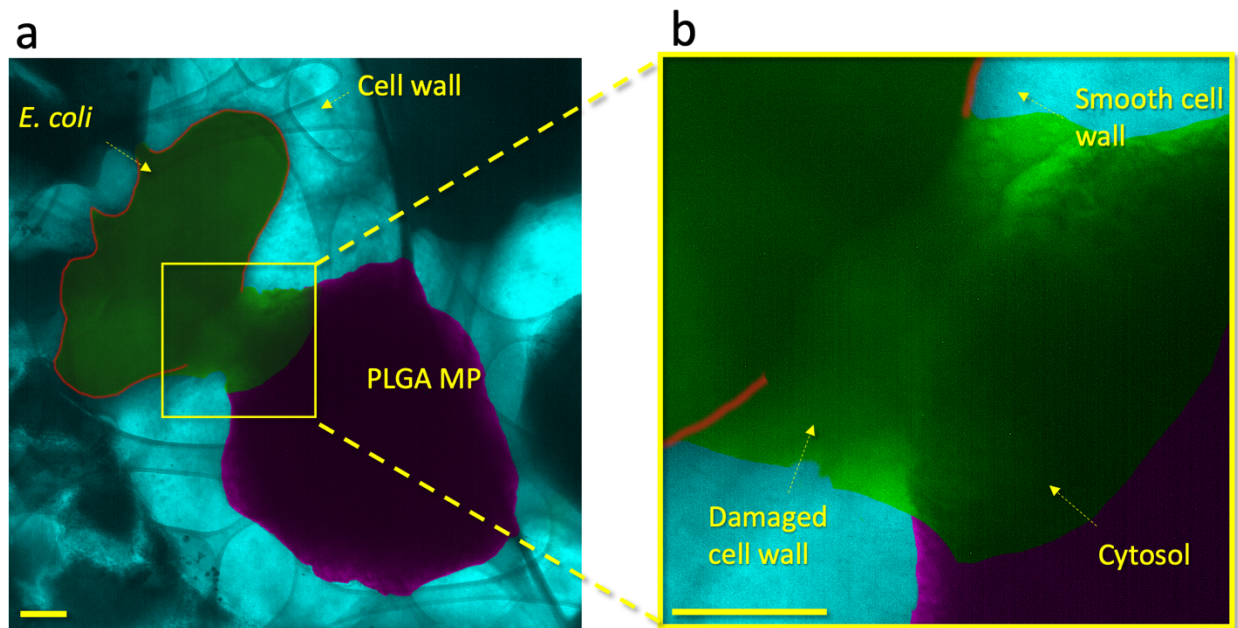 a
b
Cell wall
E. coli
PLGA MP
Smooth cell
wall
Damaged
cell wall
Cytosol